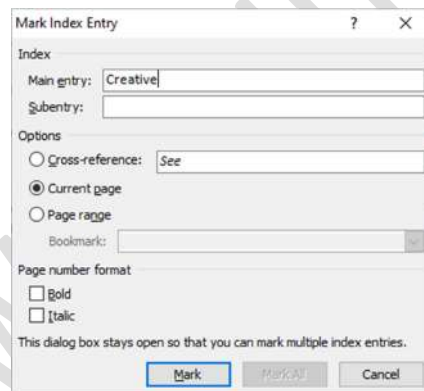 Mark Index Entry ? X
Index
Main entry: Creative
Subentry:
Options
Cross-reference: See
Current page
Page range
Bookmark:
Page number format
Bold
Italic
This dialog box stays open so that you can mark multiple index entries.
Mark Mark All Cancel